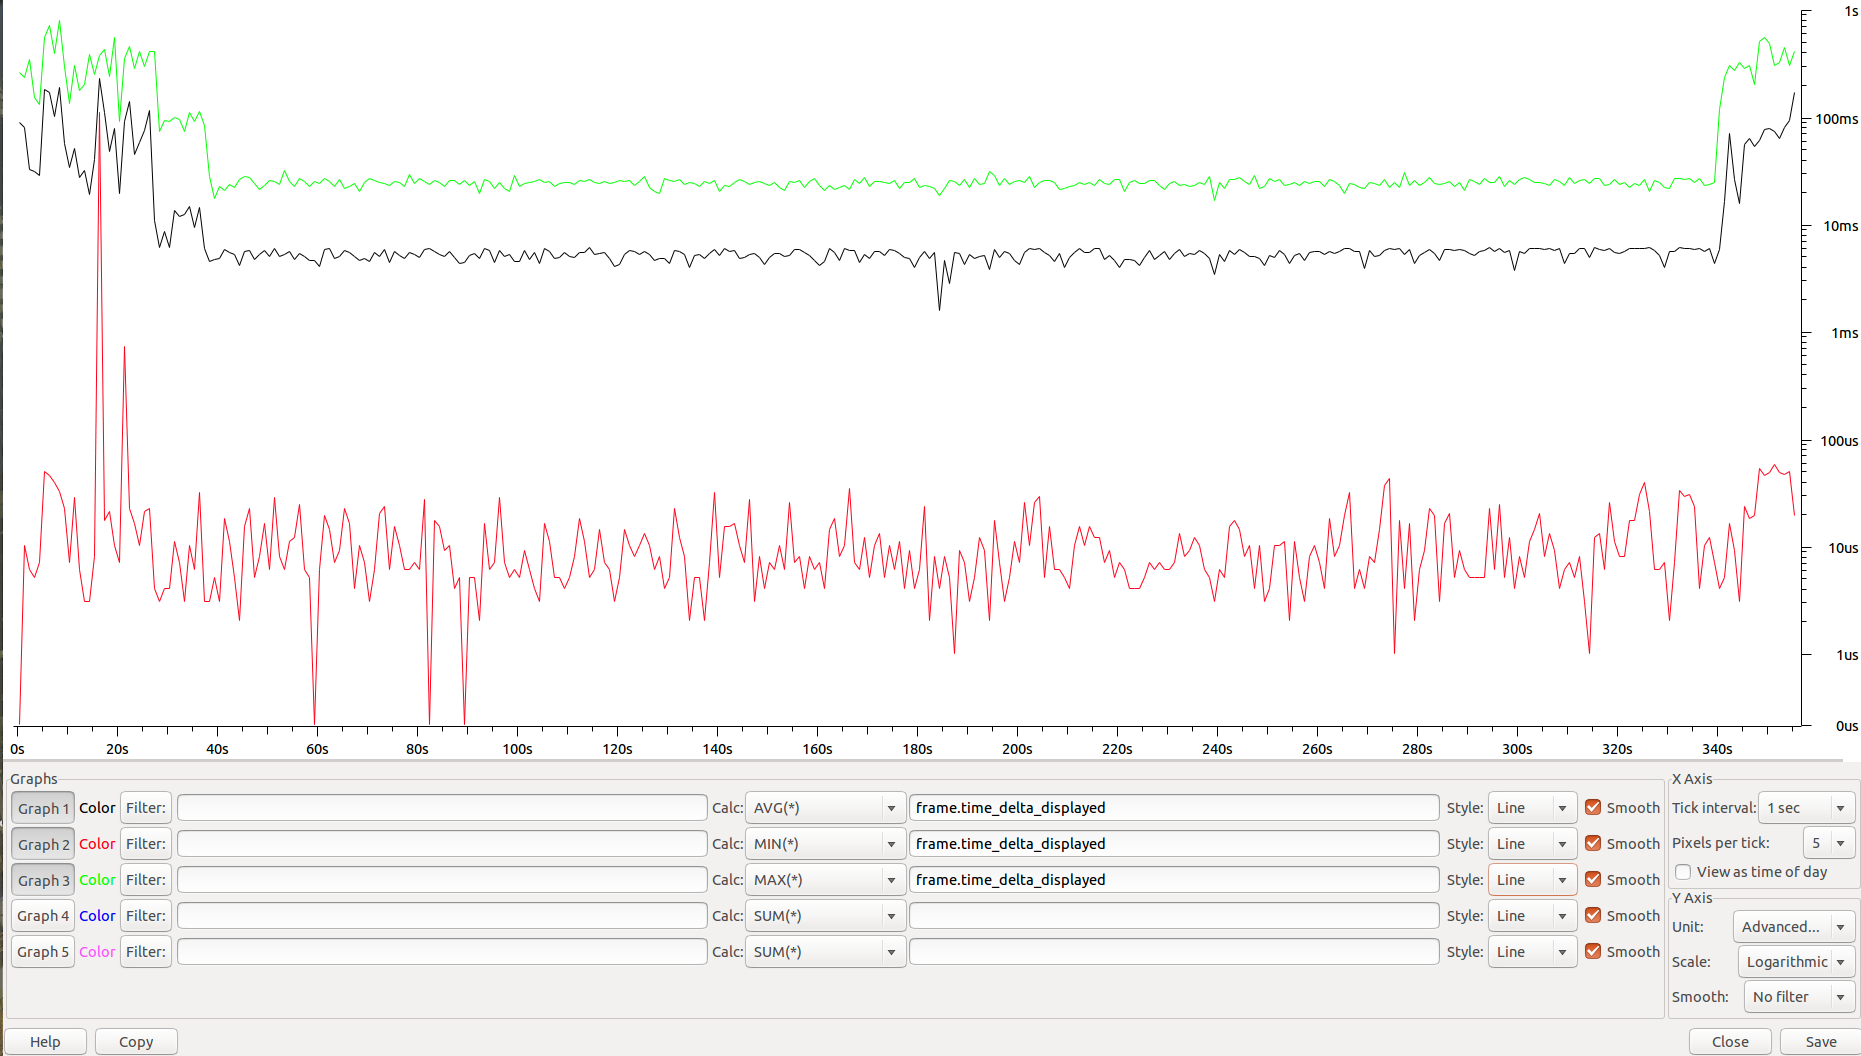 1s
100ms
10ms
1ms
100us
10us
1us
0us
0s 20s 40s 60s 80s 100s 120s 140s 160s 180s 200s 220s 240s 260s 280s 300s 320s 340s
Graphs
Graph 1 Color Filter: Calc: AVG(*) frame.time_delta_displayed Style: Line Smooth
Graph 2 Color Filter: Calc: MIN(*) frame.time_delta_displayed Style: Line Smooth
Graph 3 Color Filter: Calc: MAX(*) frame.time_delta_displayed Style: Line Smooth
Graph 4 Color Filter: Calc: SUM(*) Style: Line Smooth
Graph 5 Color Filter: Calc: SUM(*) Style: Line Smooth
X Axis
Tick interval: 1 sec
Pixels per tick: 5
View as time of day
Y Axis
Unit: Advanced...
Scale: Logarithmic
Smooth: No filter
Help Copy Close Save